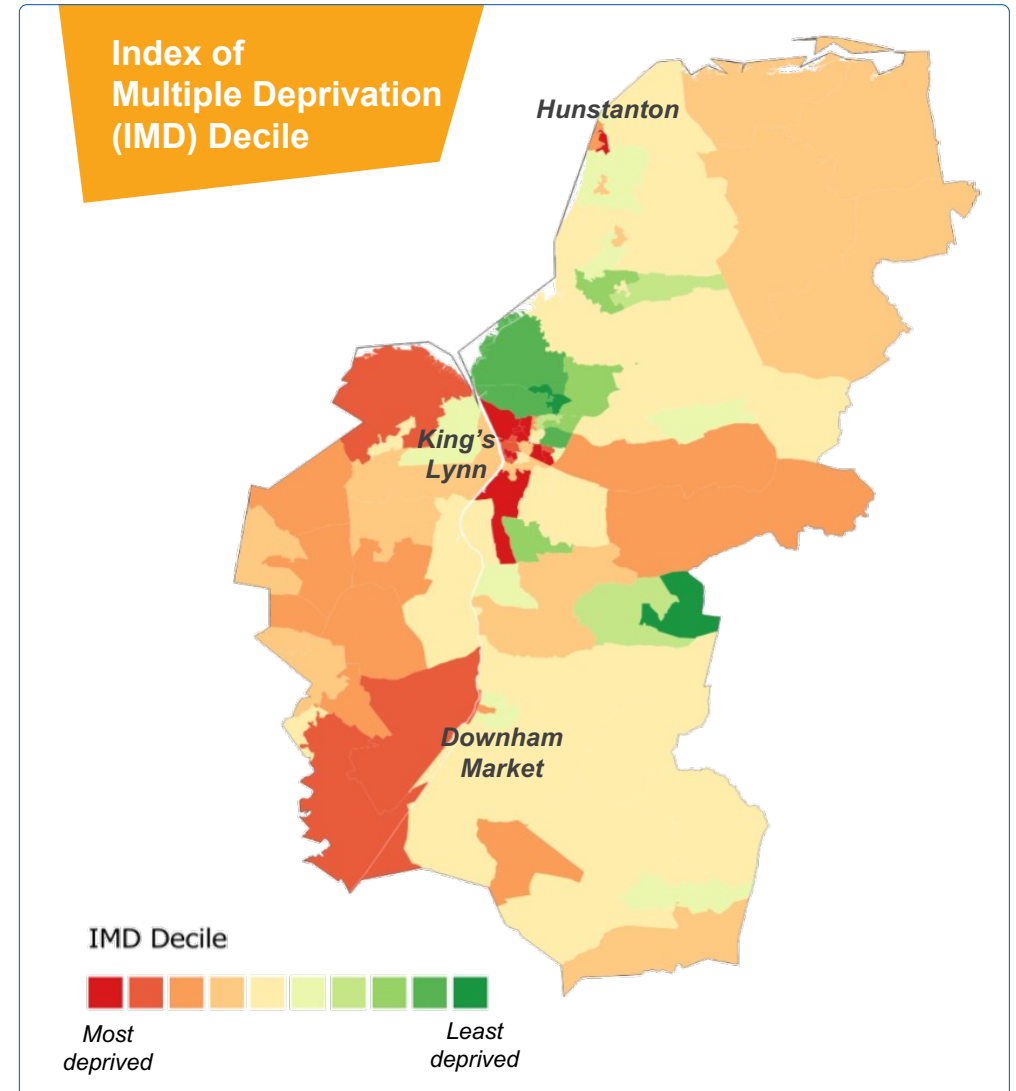 Index of
Multiple Deprivation
(IMD) Decile
Hunstanton
King's
Lynn
Downham
Market
IMD Decile
Most
deprived
Least
deprived